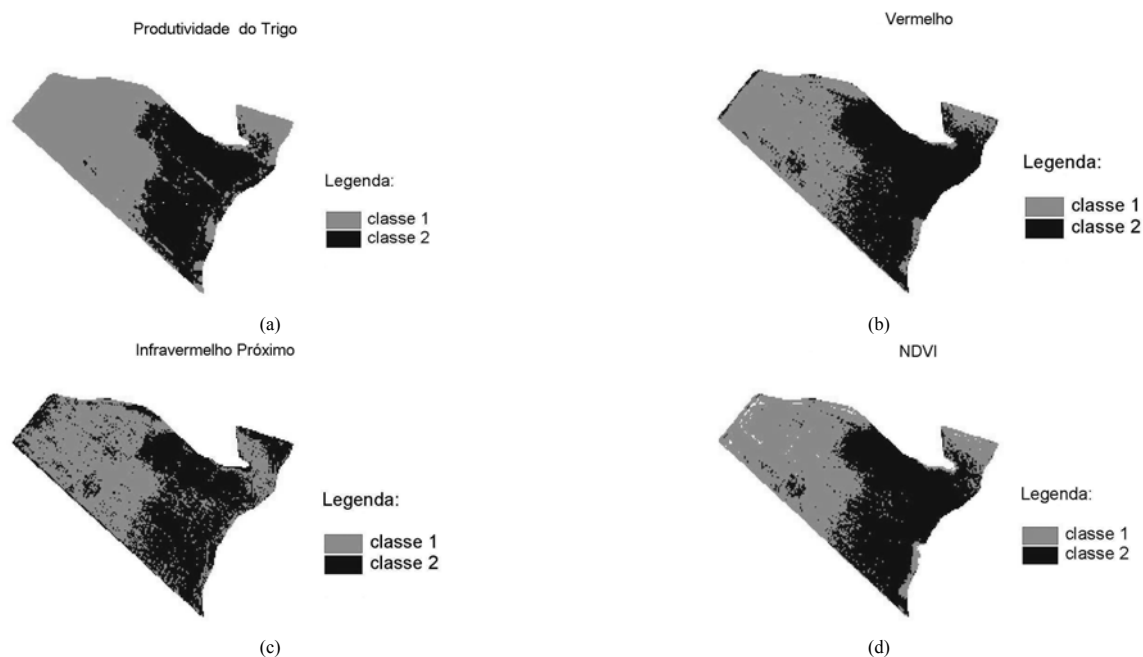 Produtividade do Trigo
Legenda:
classe 1
classe 2
(a)
Vermelho
Legenda:
classe 1
classe 2
(b)
Infravermelho Próximo
Legenda:
classe 1
classe 2
(c)
NDVI
Legenda:
classe 1
classe 2
(d)